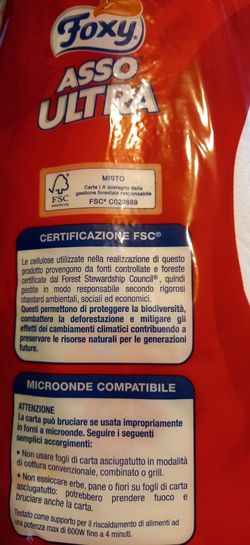 Foxy
ASSO
ULTRA
FSC
www.fsc.org
MISTO
Carta | A sostegno della
gestione forestale responsabile
FSC® C022889
CERTIFICAZIONE FSC®
Le cellulose utilizzate nella realizzazione di questo
prodotto provengono da fonti controllate e foreste
certificate dal Forest Stewardship Council®, quindi
gestite in modo responsabile secondo rigorosi
standard ambientali, sociali ed economici.
Questi permettono di proteggere la biodiversità,
combattere la deforestazione e mitigare gli
effetti dei cambiamenti climatici contribuendo a
preservare le risorse naturali per le generazioni
future.
MICROONDE COMPATIBILE
ATTENZIONE
La carta può bruciare se usata impropriamente
in forni a microonde. Seguire i seguenti
semplici accorgimenti:
• Non usare fogli di carta asciugatutto in modalità
di cottura convenzionale, combinato o grill.
• Non essiccare erbe, pane o fiori su fogli di carta
asciugatutto; potrebbero prendere fuoco e
bruciare anche la carta.
Testato come supporto per il riscaldamento di alimenti ad
una potenza max di 600W fino a 4 minuti.